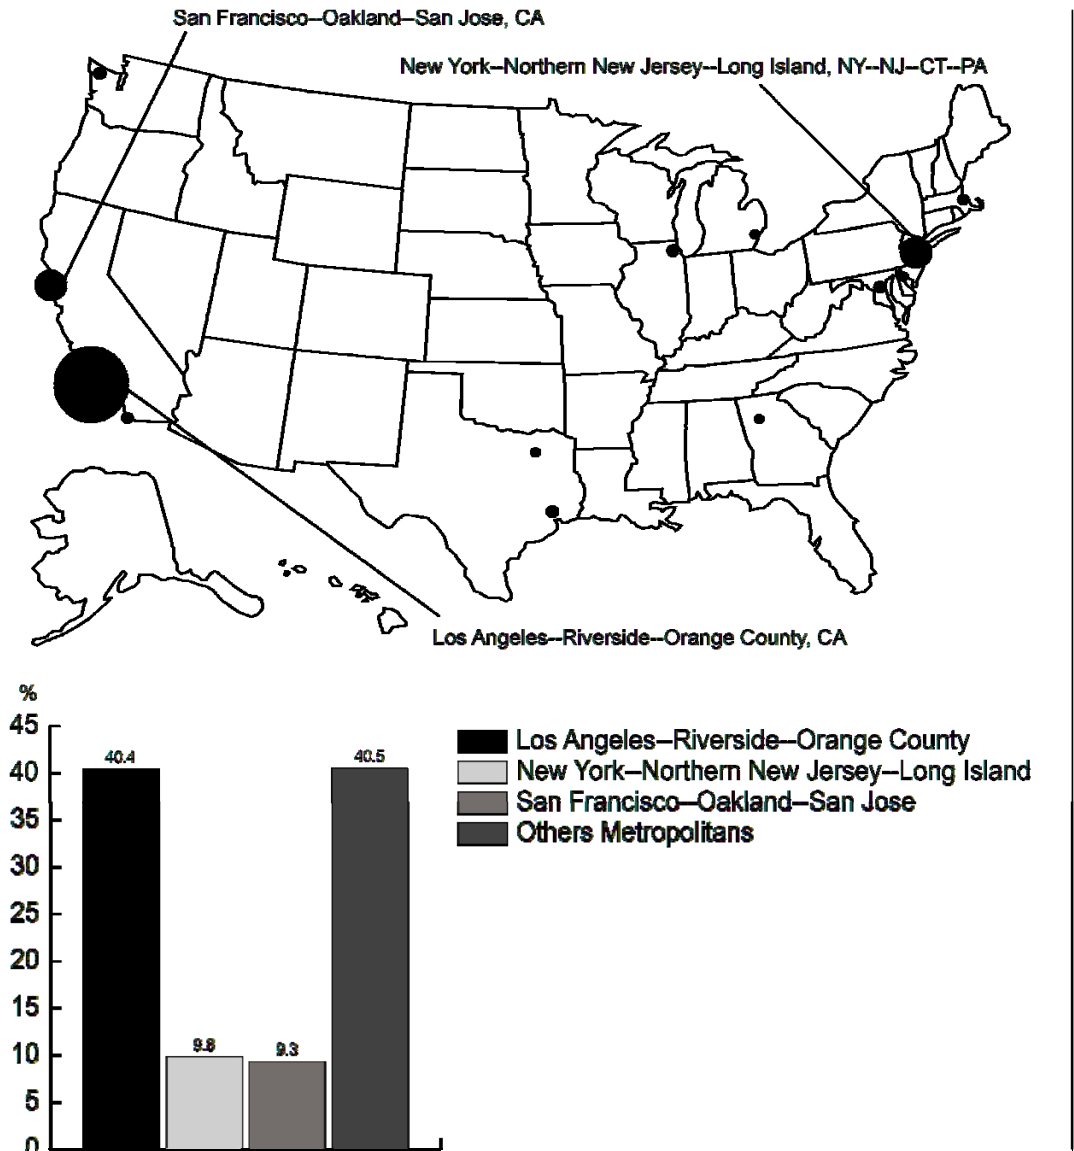 San Francisco--Oakland--San Jose, CA
New York--Northern New Jersey--Long Island, NY--NJ--CT--PA
Los Angeles--Riverside--Orange County, CA
%
45
40
35
30
25
20
15
10
5
0
40.4
9.8
9.3
40.5
Los Angeles--Riverside--Orange County
New York--Northern New Jersey--Long Island
San Francisco--Oakland--San Jose
Others Metropolitans